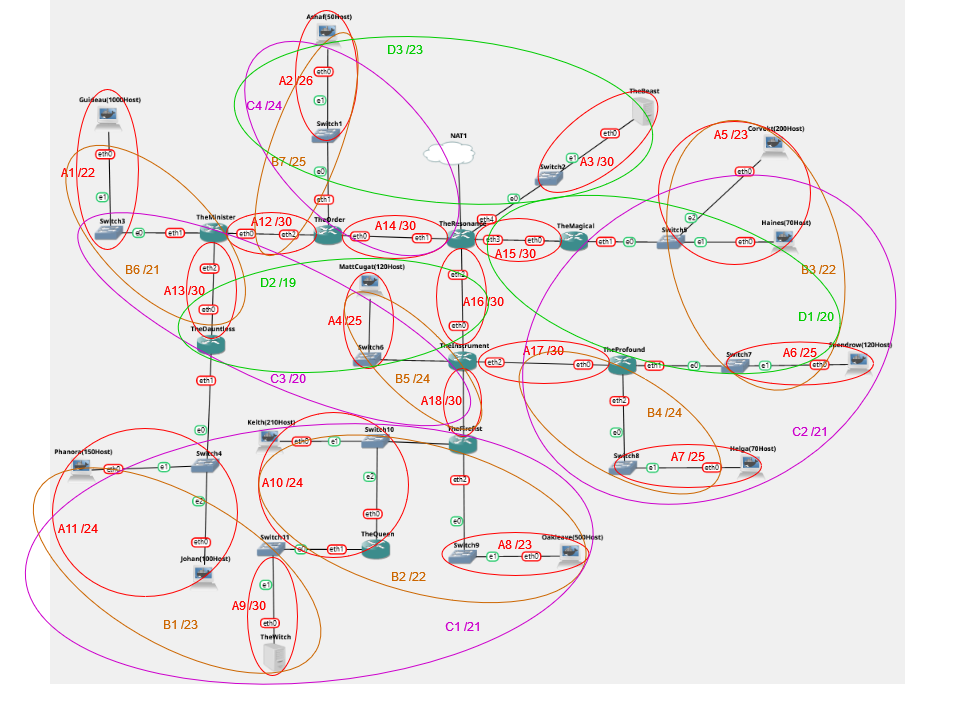 Ashaf(50Host)
D3 /23
A2 /26
eth0
e1
C4 /24
Switch1
B7 /25
e0
eth1
Guideau(1000Host)
A1 /22
eth0
e1
Switch3
e0
eth1
TheMinister
eth0
A12 /30
eth2
TheOrder
eth0
A14 /30
eth1
NAT1
TheResonance
TheBeast
eth0
e1
A3 /30
Switch2
e0
eth4
eth3
eth0
A15 /30
TheMagical
eth1
e0
Switch5
e2
e1
eth0
A5 /23
Corvekt(200Host)
eth0
Haines(70Host)
B3 /22
B6 /21
eth2
A13 /30
eth0
TheDauntless
D2 /19
MattCugat(120Host)
A4 /25
Switch6
eth2
A16 /30
eth0
TheInstrument
D1 /20
C3 /20
B5 /24
eth2
A17 /30
eth0
TheProfound
eth1
e0
Switch7
e1
A6 /25
eth0
A18 /30
eth2
B4 /24
C2 /21
eth1
e0
Keith(210Host)
eth0
e1
Switch10
TheFirefist
e0
Switch8
e1
A7 /25
eth0
Helga(70Host)
Phanora(150Host)
eth0
e1
Switch4
A10 /24
e2
eth2
A11 /24
e2
eth0
e0
eth0
Johan(100Host)
Switch11
e0
eth1
TheQueen
Switch9
e1
A8 /23
eth0
Oakleave(500Host)
B2 /22
e1
A9 /30
eth0
B1 /23
C1 /21
TheWitch